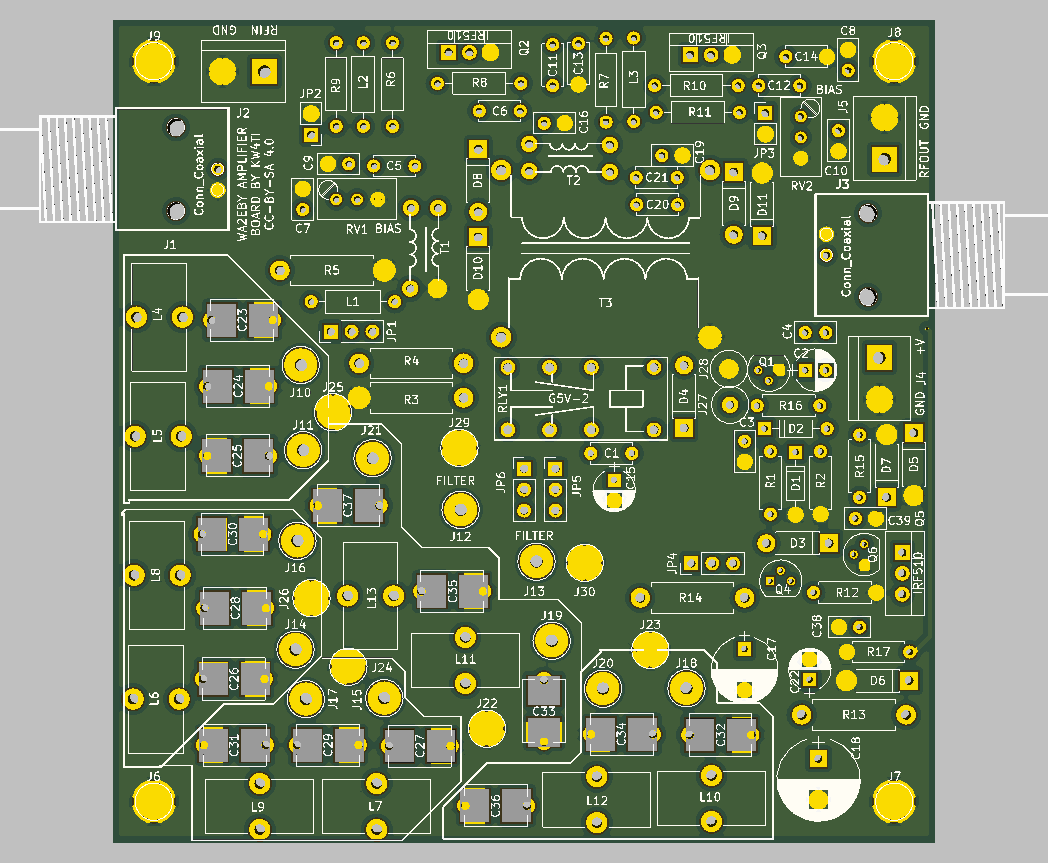 J9
GND RFIN
R9
L2
R6
IRF510
Q2
C11
C13
R7
L3
IRF510
Q3
C14
C8
J8
R8
R10
C12
BIAS
JP2
J2
C6
C16
R11
J5
RFOUT GND
JP3
WA2EBY AMPLIFIER
BOARD BY KW4TI
CC-BY-SA 4.0
Conn_Coaxial
C9
C5
D8
T2
C19
C21
C20
D9
D11
RV2
C10
J3
C7
RV1 BIAS
T1
Conn_Coaxial
J1
R5
D10
L4
L1
T3
C23
JP1
C4
+V
R4
J28
Q1
C2
J10
RLY1
G5V-2
D4
GND J4
C24
J25
R3
J27
R16
L5
J11
J21
J29
D2
C3
C1
C25
FILTER
JP6
JP5
C15
R1
D1
R2
R15
D7
D5
C37
J12
C39
Q5
C30
FILTER
D3
Q6
J16
J13
J30
JP4
IRF510
L8
J26
L13
C35
Q4
R12
C28
R14
J14
J19
J23
C38
L11
R17
C26
J24
J20
J18
C17
C22
D6
L6
J17
J15
C33
J22
R13
C31
C29
C27
C34
C32
C18
J6
J7
L9
L7
C36
L12
L10